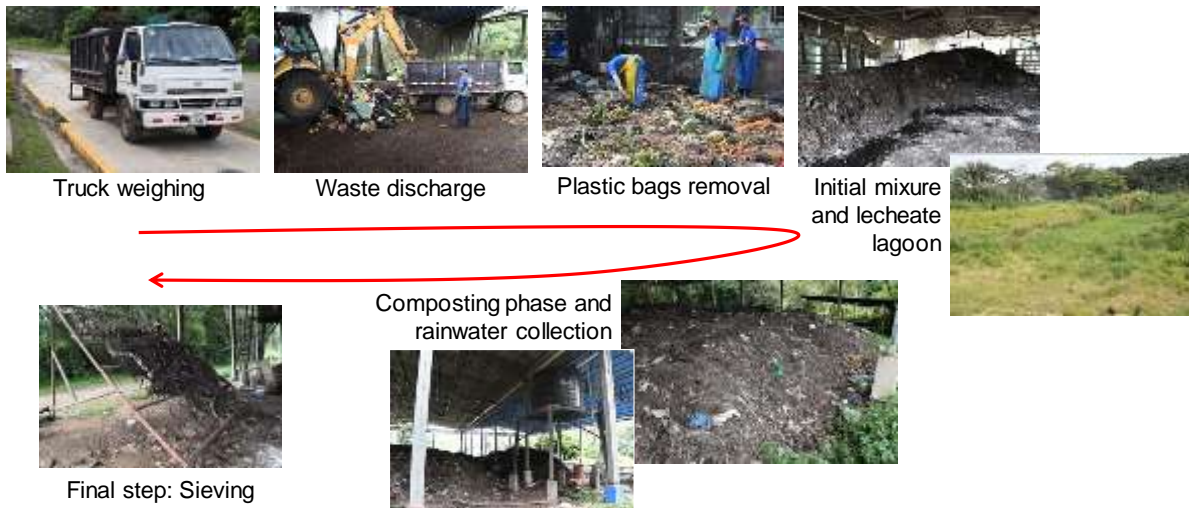 Truck weighing
Waste discharge
Plastic bags removal
Initial mixure
and lecheate
lagoon
Composting phase and
rainwater collection
Final step: Sieving